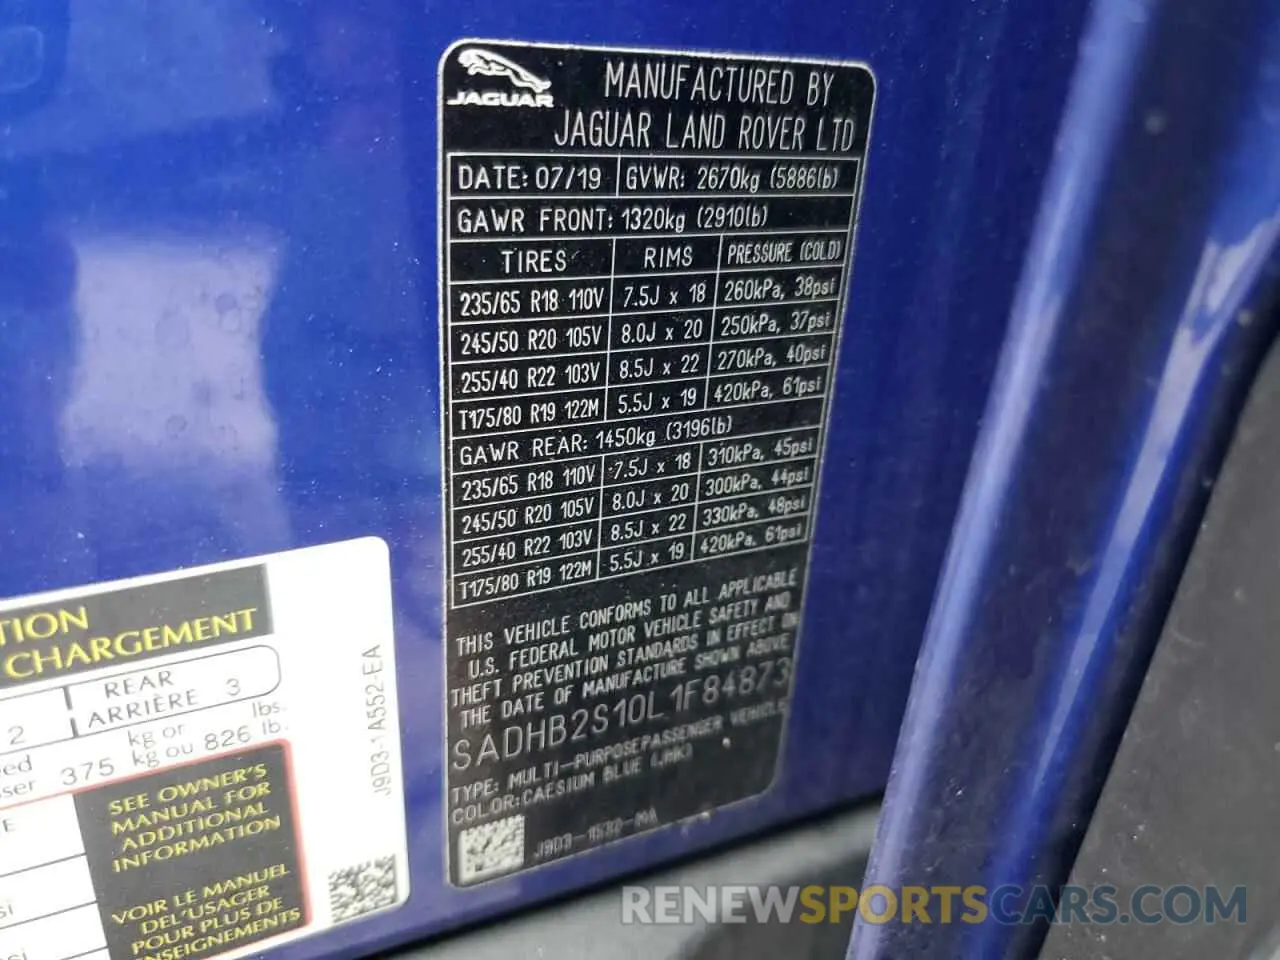 JAGUAR
MANUFACTURED BY
JAGUAR LAND ROVER LTD
DATE: 07/19 GVWR: 2670kg (5886lb)
GAWR FRONT: 1320kg (2910lb)
TIRES RIMS PRESSURE (COLD)
235/65 R18 110V 7.5J x 18 260kPa, 38psi
245/50 R20 105V 8.0J x 20 250kPa, 37psi
255/40 R22 103V 8.5J x 22 270kPa, 40psi
T175/80 R19 122M 5.5J x 19 420kPa, 61psi
GAWR REAR: 1450kg (3196lb)
235/65 R18 110V 7.5J x 18 310kPa, 45psi
245/50 R20 105V 8.0J x 20 300kPa, 44psi
255/40 R22 103V 8.5J x 22 330kPa, 48psi
T175/80 R19 122M 5.5J x 19 420kPa, 61psi
THIS VEHICLE CONFORMS TO ALL APPLICABLE
U.S. FEDERAL MOTOR VEHICLE SAFETY AND
THEFT PREVENTION STANDARDS IN EFFECT ON
THE DATE OF MANUFACTURE SHOWN ABOVE
SADHB2S10L1F84873
TYPE: MULTI-PURPOSE PASSENGER VEHICLE
COLOR: CAESIUM BLUE (JHK)
TION
CHARGEMENT
2 REAR
ARRIÈRE 3
375 kg or
kg ou 826 lbs.
lb.
SEE OWNER'S
MANUAL FOR
ADDITIONAL
INFORMATION
VOIR LE MANUEL
DE L'USAGER
POUR PLUS DE
ENSEIGNEMENTS
J9D3-1A552-EA
RENEWSPORTSCARS.COM